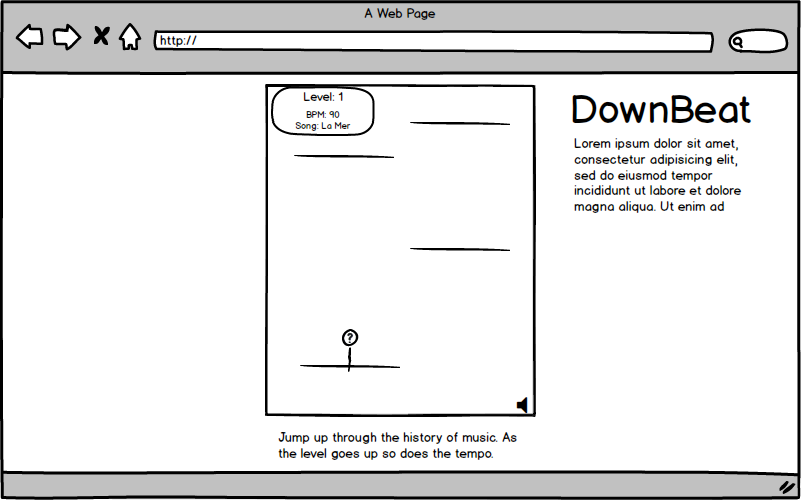 A Web Page
http://
Level: 1
BPM: 90
Song: La Mer
?
DownBeat
Lorem ipsum dolor sit amet,
consectetur adipisicing elit,
sed do eiusmod tempor
incididunt ut labore et dolore
magna aliqua. Ut enim ad
Jump up through the history of music. As
the level goes up so does the tempo.